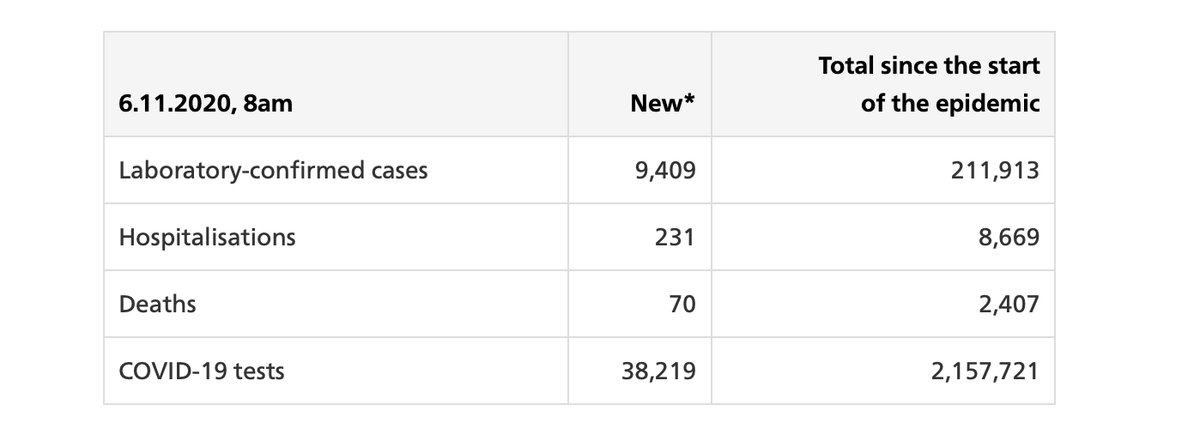 Total since the start
6.11.2020, 8am New* of the epidemic
Laboratory-confirmed cases 9,409 211,913
Hospitalisations 231 8,669
Deaths 70 2,407
COVID-19 tests 38,219 2,157,721